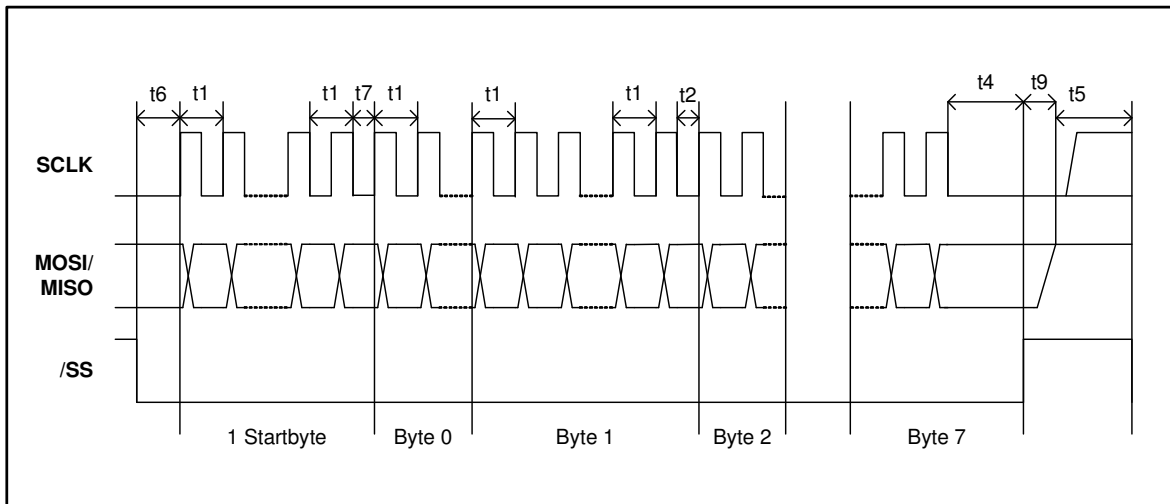 t6 t1 t1 t7 t1 t1 t1 t2 t4 t9 t5
SCLK
MOSI/
MISO
/SS
1 Startbyte Byte 0 Byte 1 Byte 2 Byte 7